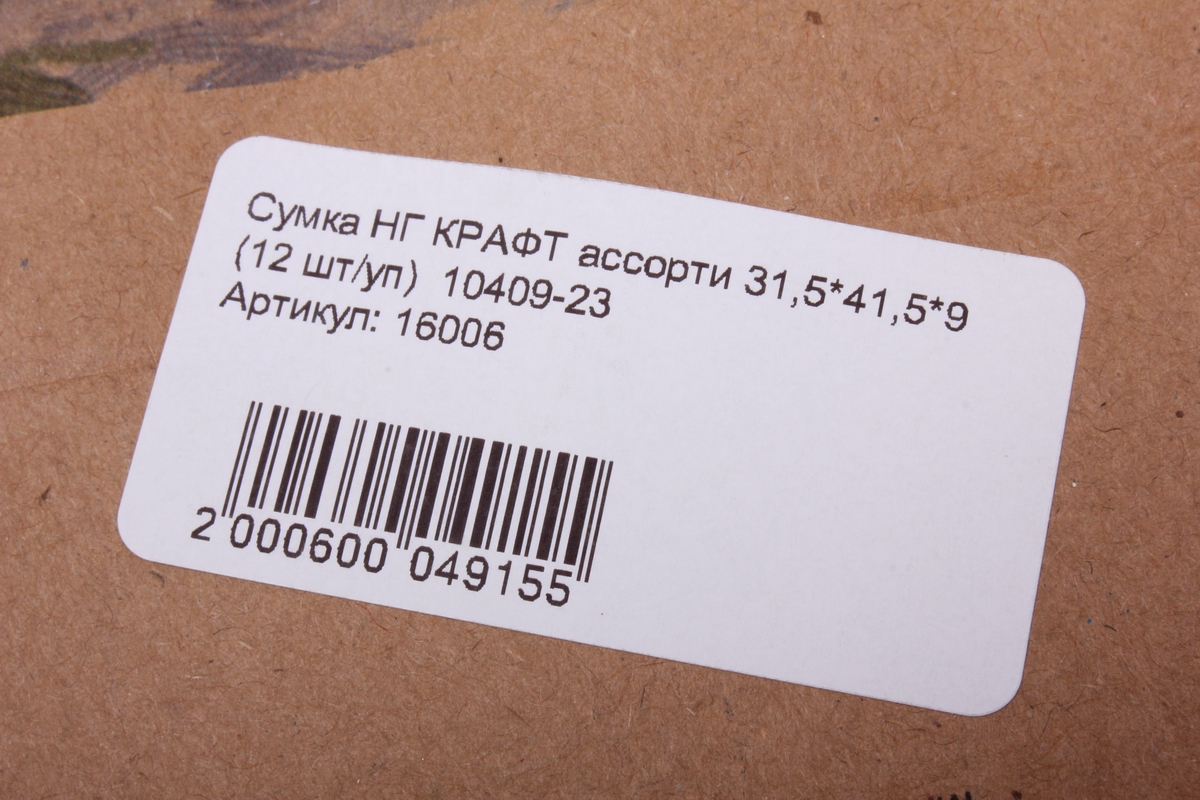 Сумка НГ КРАФТ ассорти 31,5*41,5*9
(12 шт/уп) 10409-23
Артикул: 16006
2 000600 049155